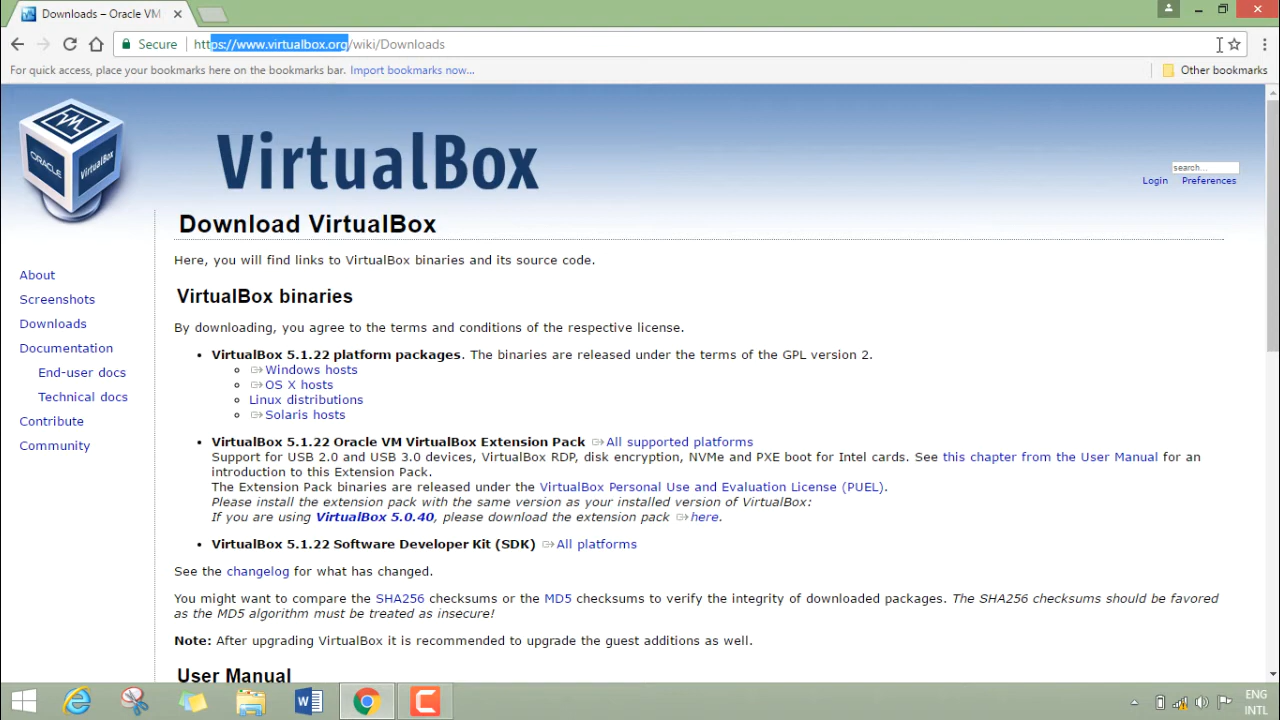 Downloads – Oracle VM
Secure https://www.virtualbox.org/wiki/Downloads
For quick access, place your bookmarks here on the bookmarks bar. Import bookmarks now...
Other bookmarks
ORACLE
VirtualBox
VirtualBox
search...
Login Preferences
Download VirtualBox
Here, you will find links to VirtualBox binaries and its source code.
About
Screenshots
Downloads
Documentation
End-user docs
Technical docs
Contribute
Community
VirtualBox binaries
By downloading, you agree to the terms and conditions of the respective license.
• VirtualBox 5.1.22 platform packages. The binaries are released under the terms of the GPL version 2.
Windows hosts
OS X hosts
Linux distributions
Solaris hosts
• VirtualBox 5.1.22 Oracle VM VirtualBox Extension Pack All supported platforms
Support for USB 2.0 and USB 3.0 devices, VirtualBox RDP, disk encryption, NVMe and PXE boot for Intel cards. See this chapter from the User Manual for an
introduction to this Extension Pack.
The Extension Pack binaries are released under the VirtualBox Personal Use and Evaluation License (PUEL).
Please install the extension pack with the same version as your installed version of VirtualBox:
If you are using VirtualBox 5.0.40, please download the extension pack here.
• VirtualBox 5.1.22 Software Developer Kit (SDK) All platforms
See the changelog for what has changed.
You might want to compare the SHA256 checksums or the MD5 checksums to verify the integrity of downloaded packages. The SHA256 checksums should be favored
as the MD5 algorithm must be treated as insecure!
Note: After upgrading VirtualBox it is recommended to upgrade the guest additions as well.
User Manual
ENG
INTL